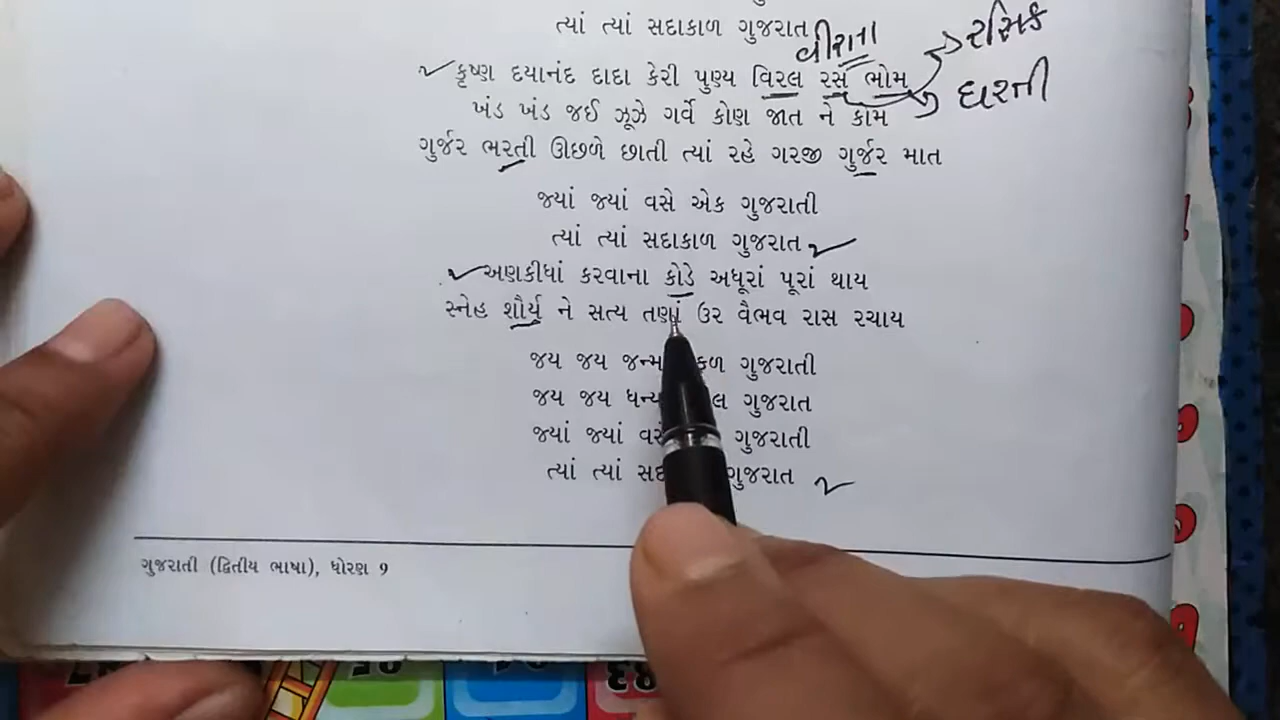 ત્યાં ત્યાં સદાકાળ ગુજરાત
વીરતા
રસિક
કૃષ્ણ દયાનંદ દાદા કેરી પુણ્ય વિરલ રસ ભોમ
ધરતી
ખંડ ખંડ જઈ ઝૂઝે ગર્વે કોણ જાત ને કોમ
ગુર્જર ભરતી ઊછળે છાતી ત્યાં રહે ગરજી ગુર્જર માત
જ્યાં જ્યાં વસે એક ગુજરાતી
ત્યાં ત્યાં સદાકાળ ગુજરાત
અણકીધાં કરવાના કોડે અધૂરાં પૂરાં થાય
સ્નેહ શૌર્ય ને સત્ય તણાં ઉર વૈભવ રાસ રચાય
જય જય જન્મ ગુજરાતી
જય જય ધન્ય ગુજરાત
જ્યાં જ્યાં વસે ગુજરાતી
ત્યાં ત્યાં ગુજરાત
ગુજરાતી (દ્વિતીય ભાષા), ધોરણ 9